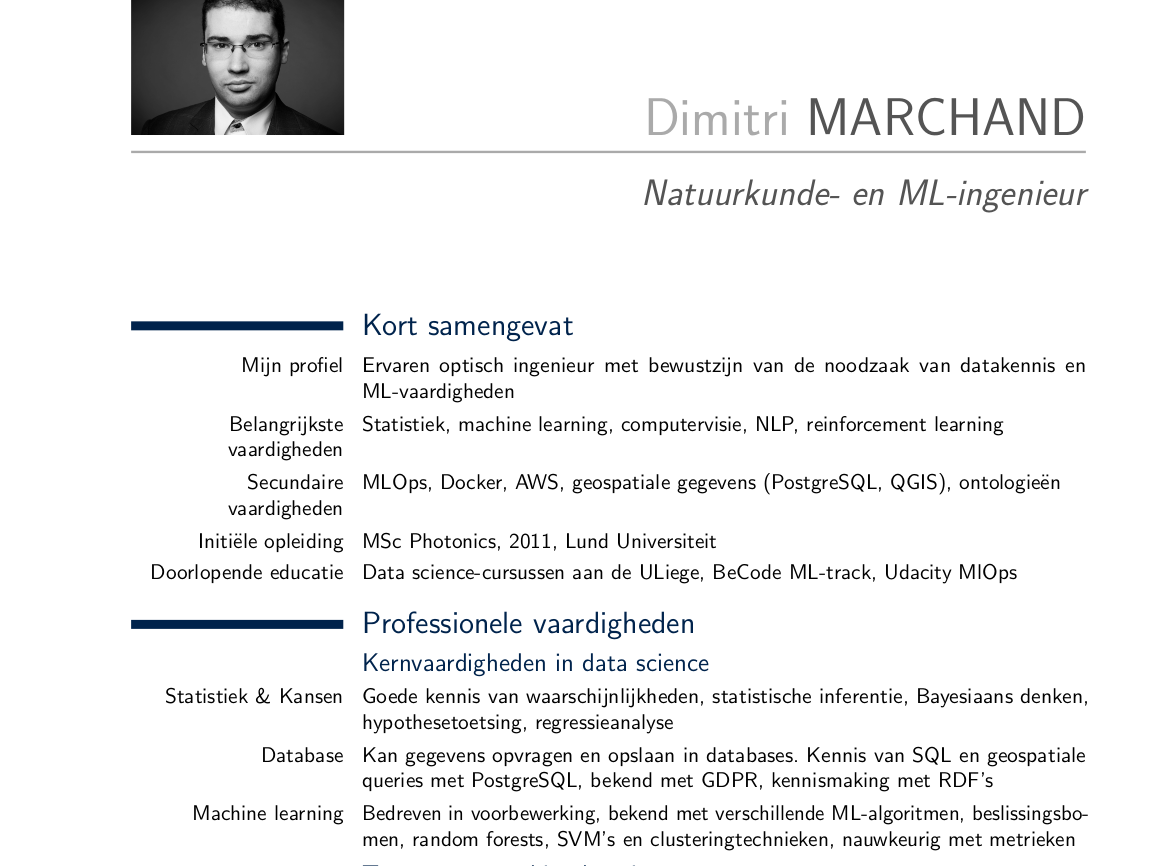 Dimitri MARCHAND
Natuurkunde- en ML-ingenieur
Kort samengevat
Mijn profiel Ervaren optisch ingenieur met bewustzijn van de noodzaak van datakennis en
ML-vaardigheden
Belangrijkste Statistiek, machine learning, computervisie, NLP, reinforcement learning
vaardigheden
Secundaire MLOps, Docker, AWS, geospatiale gegevens (PostgreSQL, QGIS), ontologieën
vaardigheden
Initiële opleiding MSc Photonics, 2011, Lund Universiteit
Doorlopende educatie Data science-cursussen aan de ULiege, BeCode ML-track, Udacity MlOps
Professionele vaardigheden
Kernvaardigheden in data science
Statistiek & Kansen Goede kennis van waarschijnlijkheden, statistische inferentie, Bayesiaans denken,
hypothesetoetsing, regressieanalyse
Database Kan gegevens opvragen en opslaan in databases. Kennis van SQL en geospatiale
queries met PostgreSQL, bekend met GDPR, kennismaking met RDF's
Machine learning Bedreven in voorbewerking, bekend met verschillende ML-algoritmen, beslissingsbo-
men, random forests, SVM's en clusteringtechnieken, nauwkeurig met metrieken